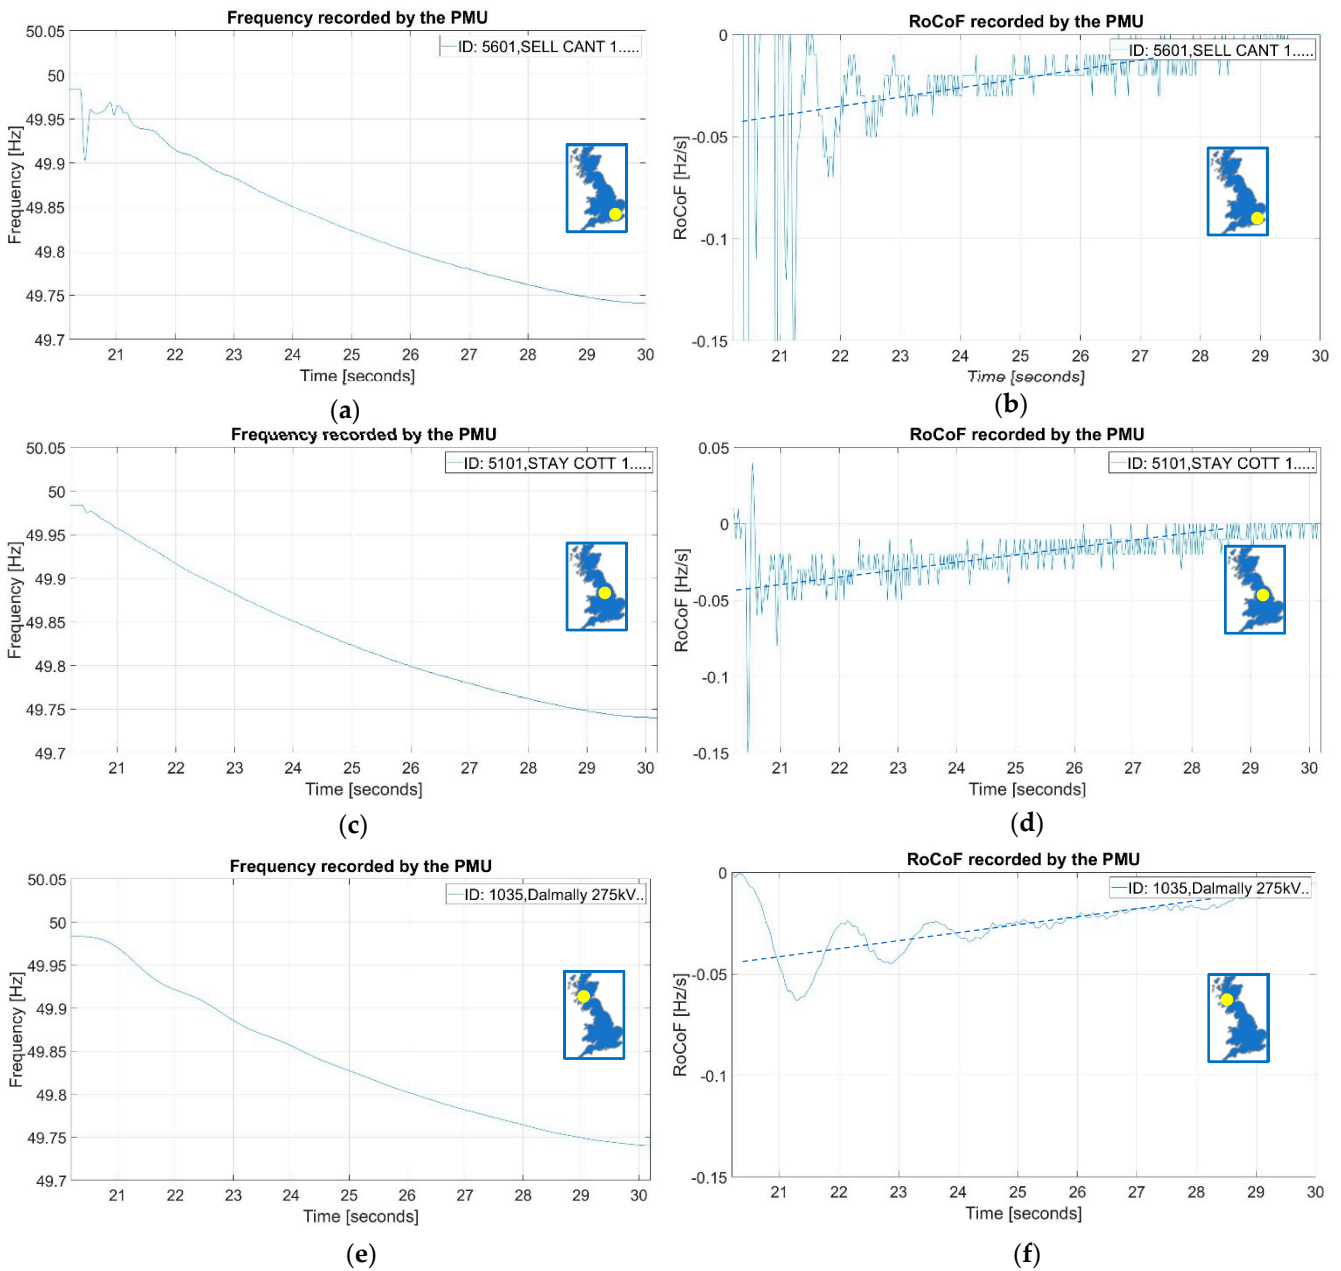 Frequency recorded by the PMU
ID: 5601,SELL CANT 1.....
50.05
50
49.95
49.9
49.85
49.8
49.75
49.7
Frequency [Hz]
21 22 23 24 25 26 27 28 29 30
Time [seconds]
(a)
RoCoF recorded by the PMU
ID: 5601,SELL CANT 1.....
0
-0.05
-0.1
-0.15
RoCoF [Hz/s]
21 22 23 24 25 26 27 28 29 30
Time [seconds]
(b)
Frequency recorded by the PMU
ID: 5101,STAY COTT 1.....
50.05
50
49.95
49.9
49.85
49.8
49.75
49.7
Frequency [Hz]
21 22 23 24 25 26 27 28 29 30
Time [seconds]
(c)
RoCoF recorded by the PMU
ID: 5101,STAY COTT 1.....
0.05
0
-0.05
-0.1
-0.15
RoCoF [Hz/s]
21 22 23 24 25 26 27 28 29 30
Time [seconds]
(d)
Frequency recorded by the PMU
ID: 1035,Dalmally 275kV..
50.05
50
49.95
49.9
49.85
49.8
49.75
49.7
Frequency [Hz]
21 22 23 24 25 26 27 28 29 30
Time [seconds]
(e)
RoCoF recorded by the PMU
ID: 1035,Dalmally 275kV..
0
-0.05
-0.1
-0.15
RoCoF [Hz/s]
21 22 23 24 25 26 27 28 29 30
Time [seconds]
(f)